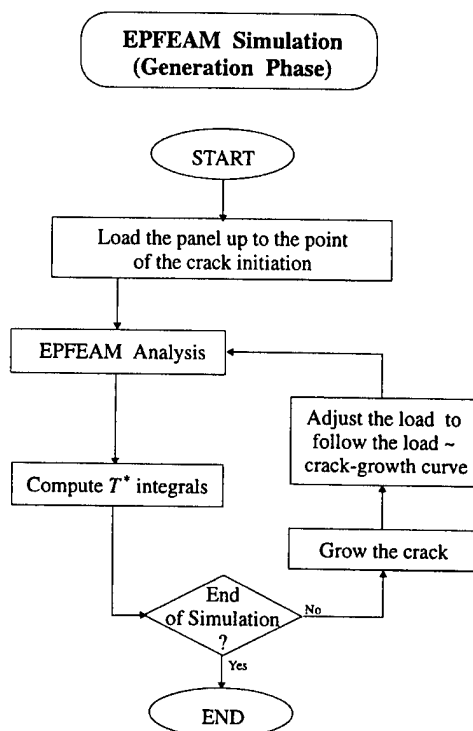 EPFEAM Simulation
(Generation Phase)
START
Load the panel up to the point
of the crack initiation
EPFEAM Analysis
Adjust the load to
follow the load ~
crack-growth curve
Compute T* integrals
Grow the crack
End
of Simulation
?
No
Yes
END